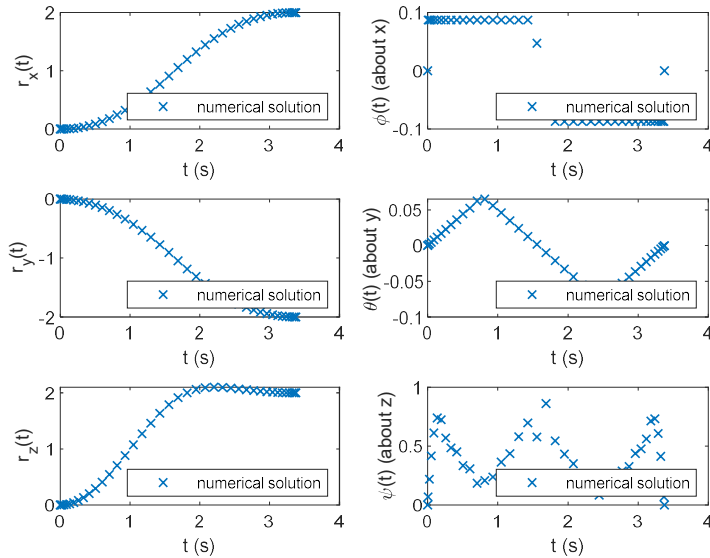 2
1
0
0 1 2 3 4
r_x(t)
t (s)
numerical solution
0.1
0
-0.1
0 1 2 3 4
ϕ(t) (about x)
t (s)
numerical solution
0
-1
-2
0 1 2 3 4
r_y(t)
t (s)
numerical solution
0.05
-0.05
-0.1
0 1 2 3 4
θ(t) (about y)
t (s)
numerical solution
2
0
0 1 2 3 4
r_z(t)
t (s)
numerical solution
1
0.5
0
0 1 2 3 4
ψ(t) (about z)
t (s)
numerical solution